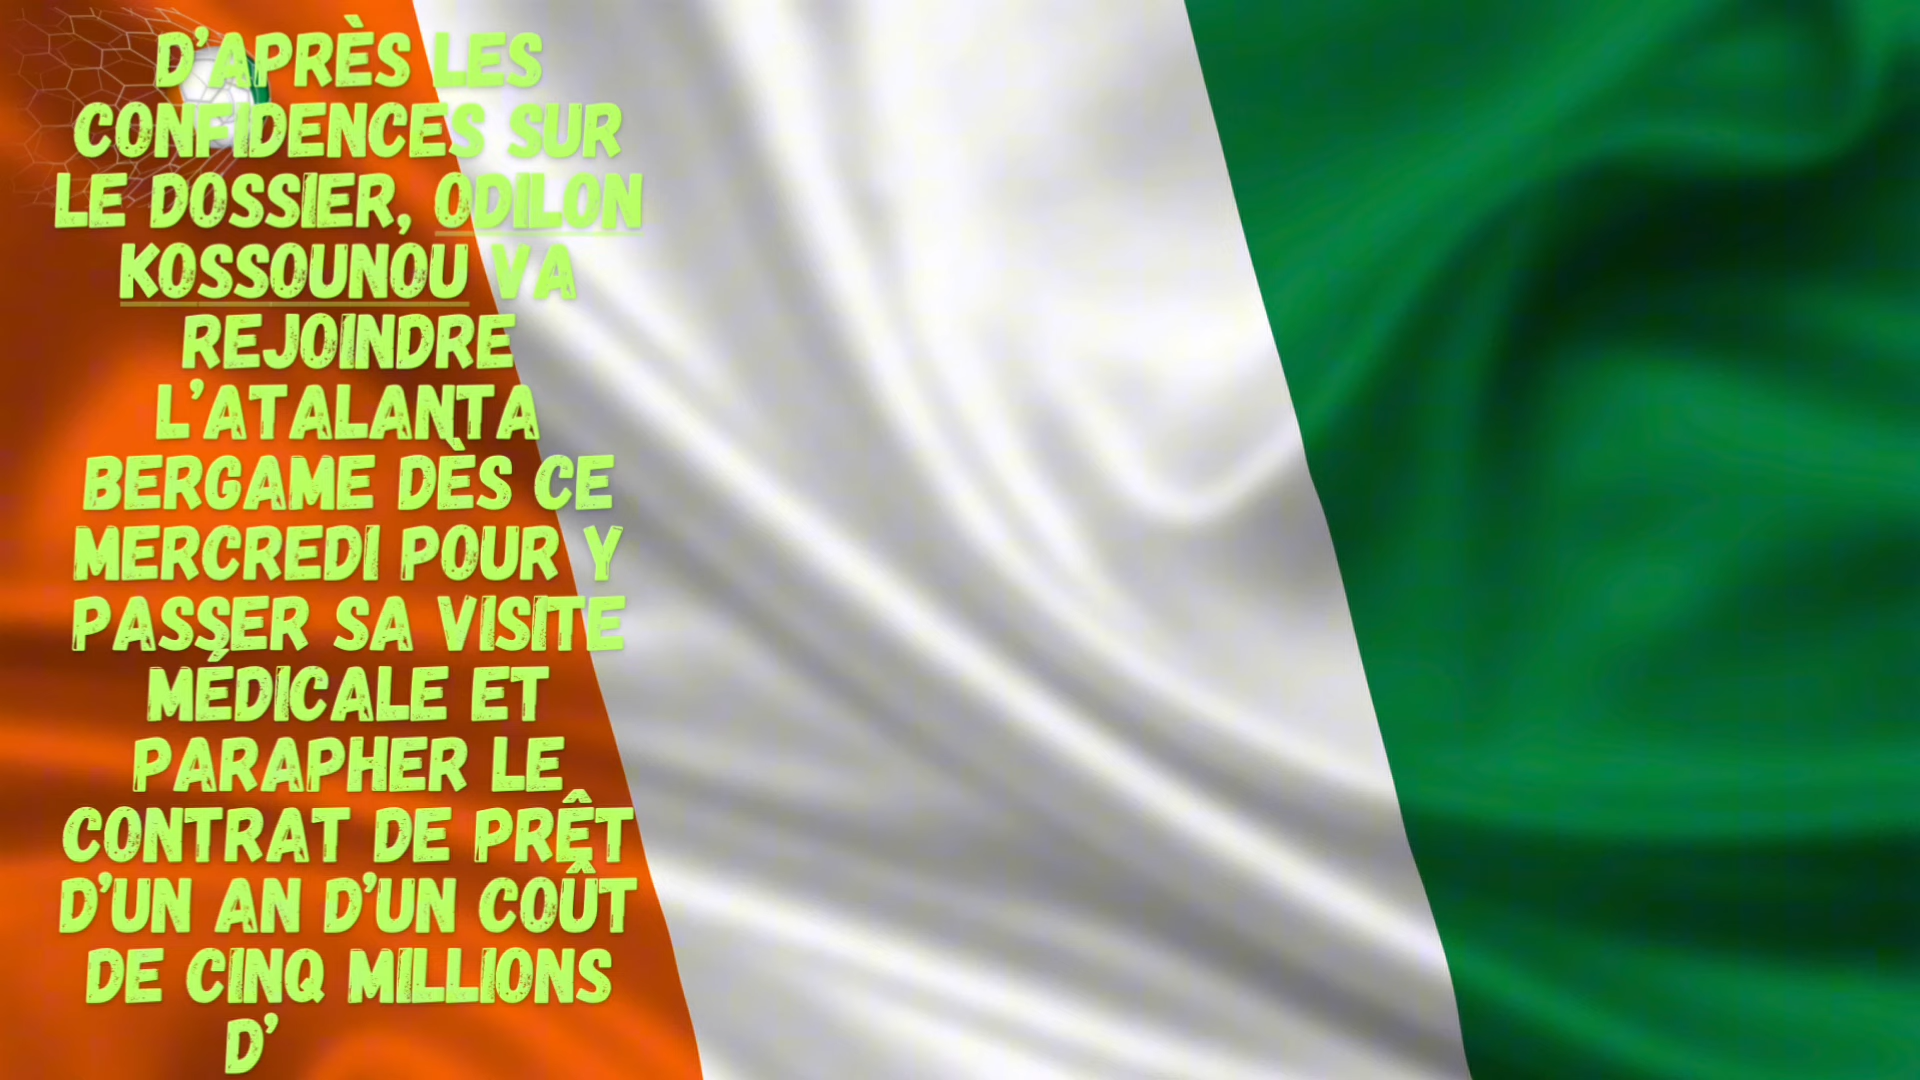 D'APRÈS LES
CONFIDENCES SUR
LE DOSSIER, ODILON
KOSSOUNOU VA
REJOINDRE
L'ATALANTA
BERGAME DÈS CE
MERCREDI POUR Y
PASSER SA VISITE
MÉDICALE ET
PARAPHER LE
CONTRAT DE PRÊT
D'UN AN D'UN COÛT
DE CINQ MILLIONS
D'